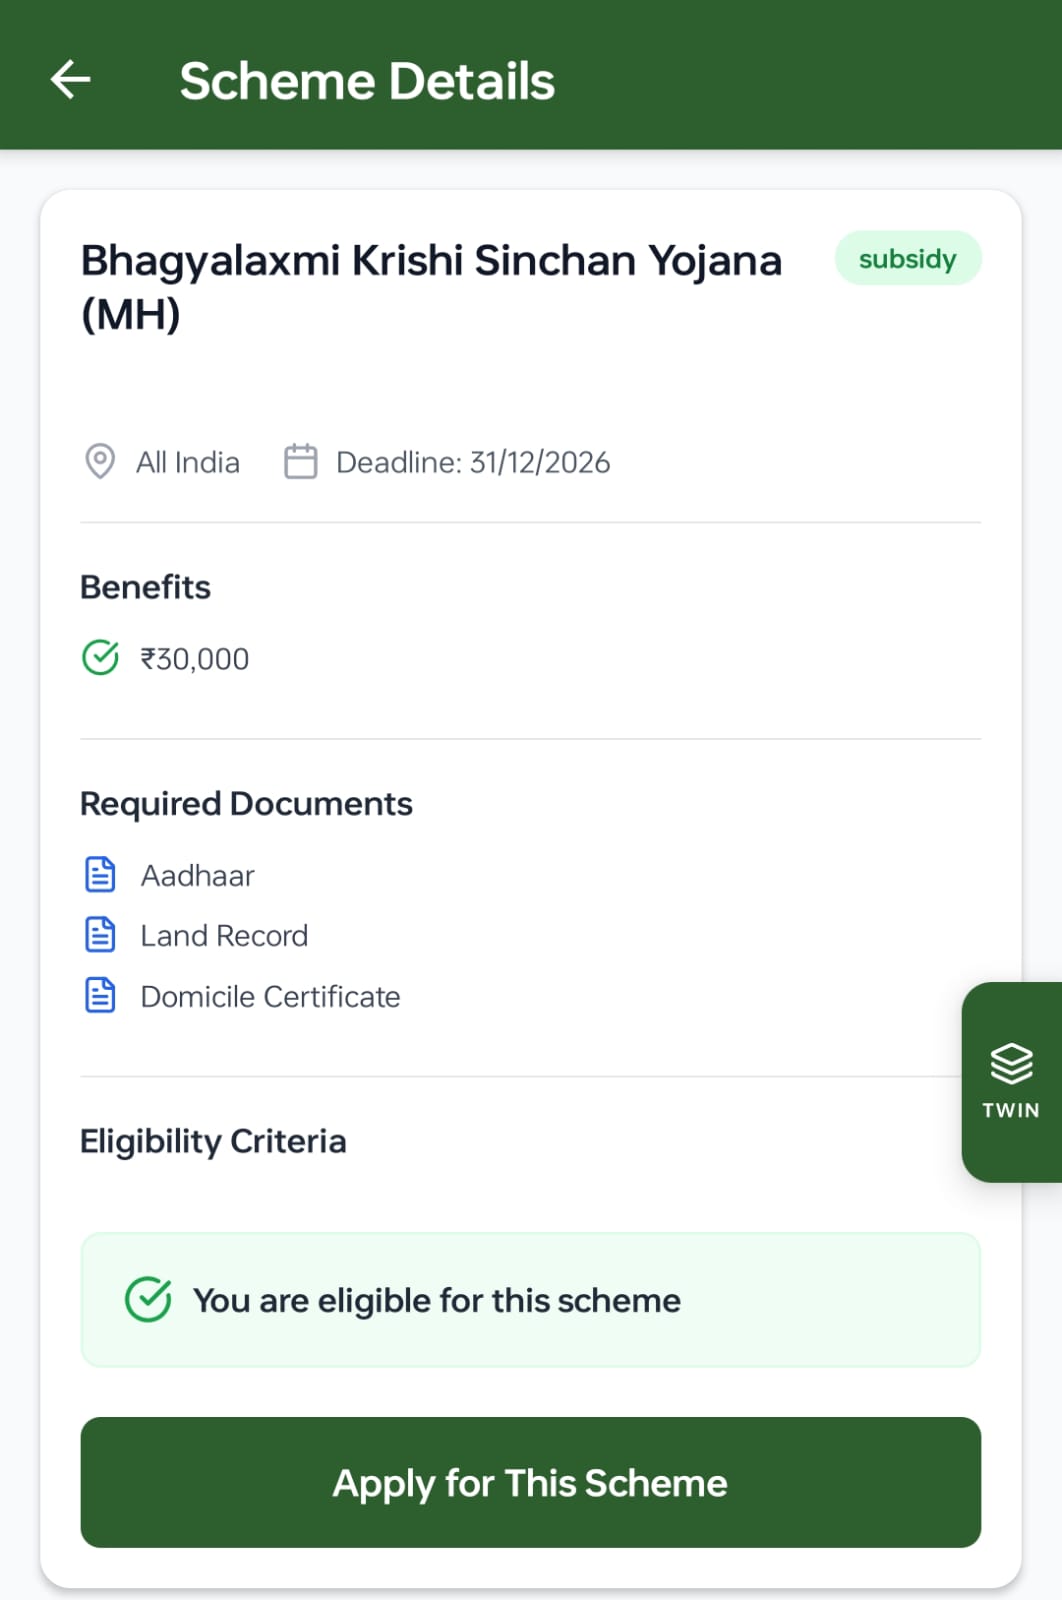 Scheme Details
Bhagyalaxmi Krishi Sinchan Yojana
(MH)
subsidy
All India
Deadline: 31/12/2026
Benefits
₹30,000
Required Documents
Aadhaar
Land Record
Domicile Certificate
TWIN
Eligibility Criteria
You are eligible for this scheme
Apply for This Scheme